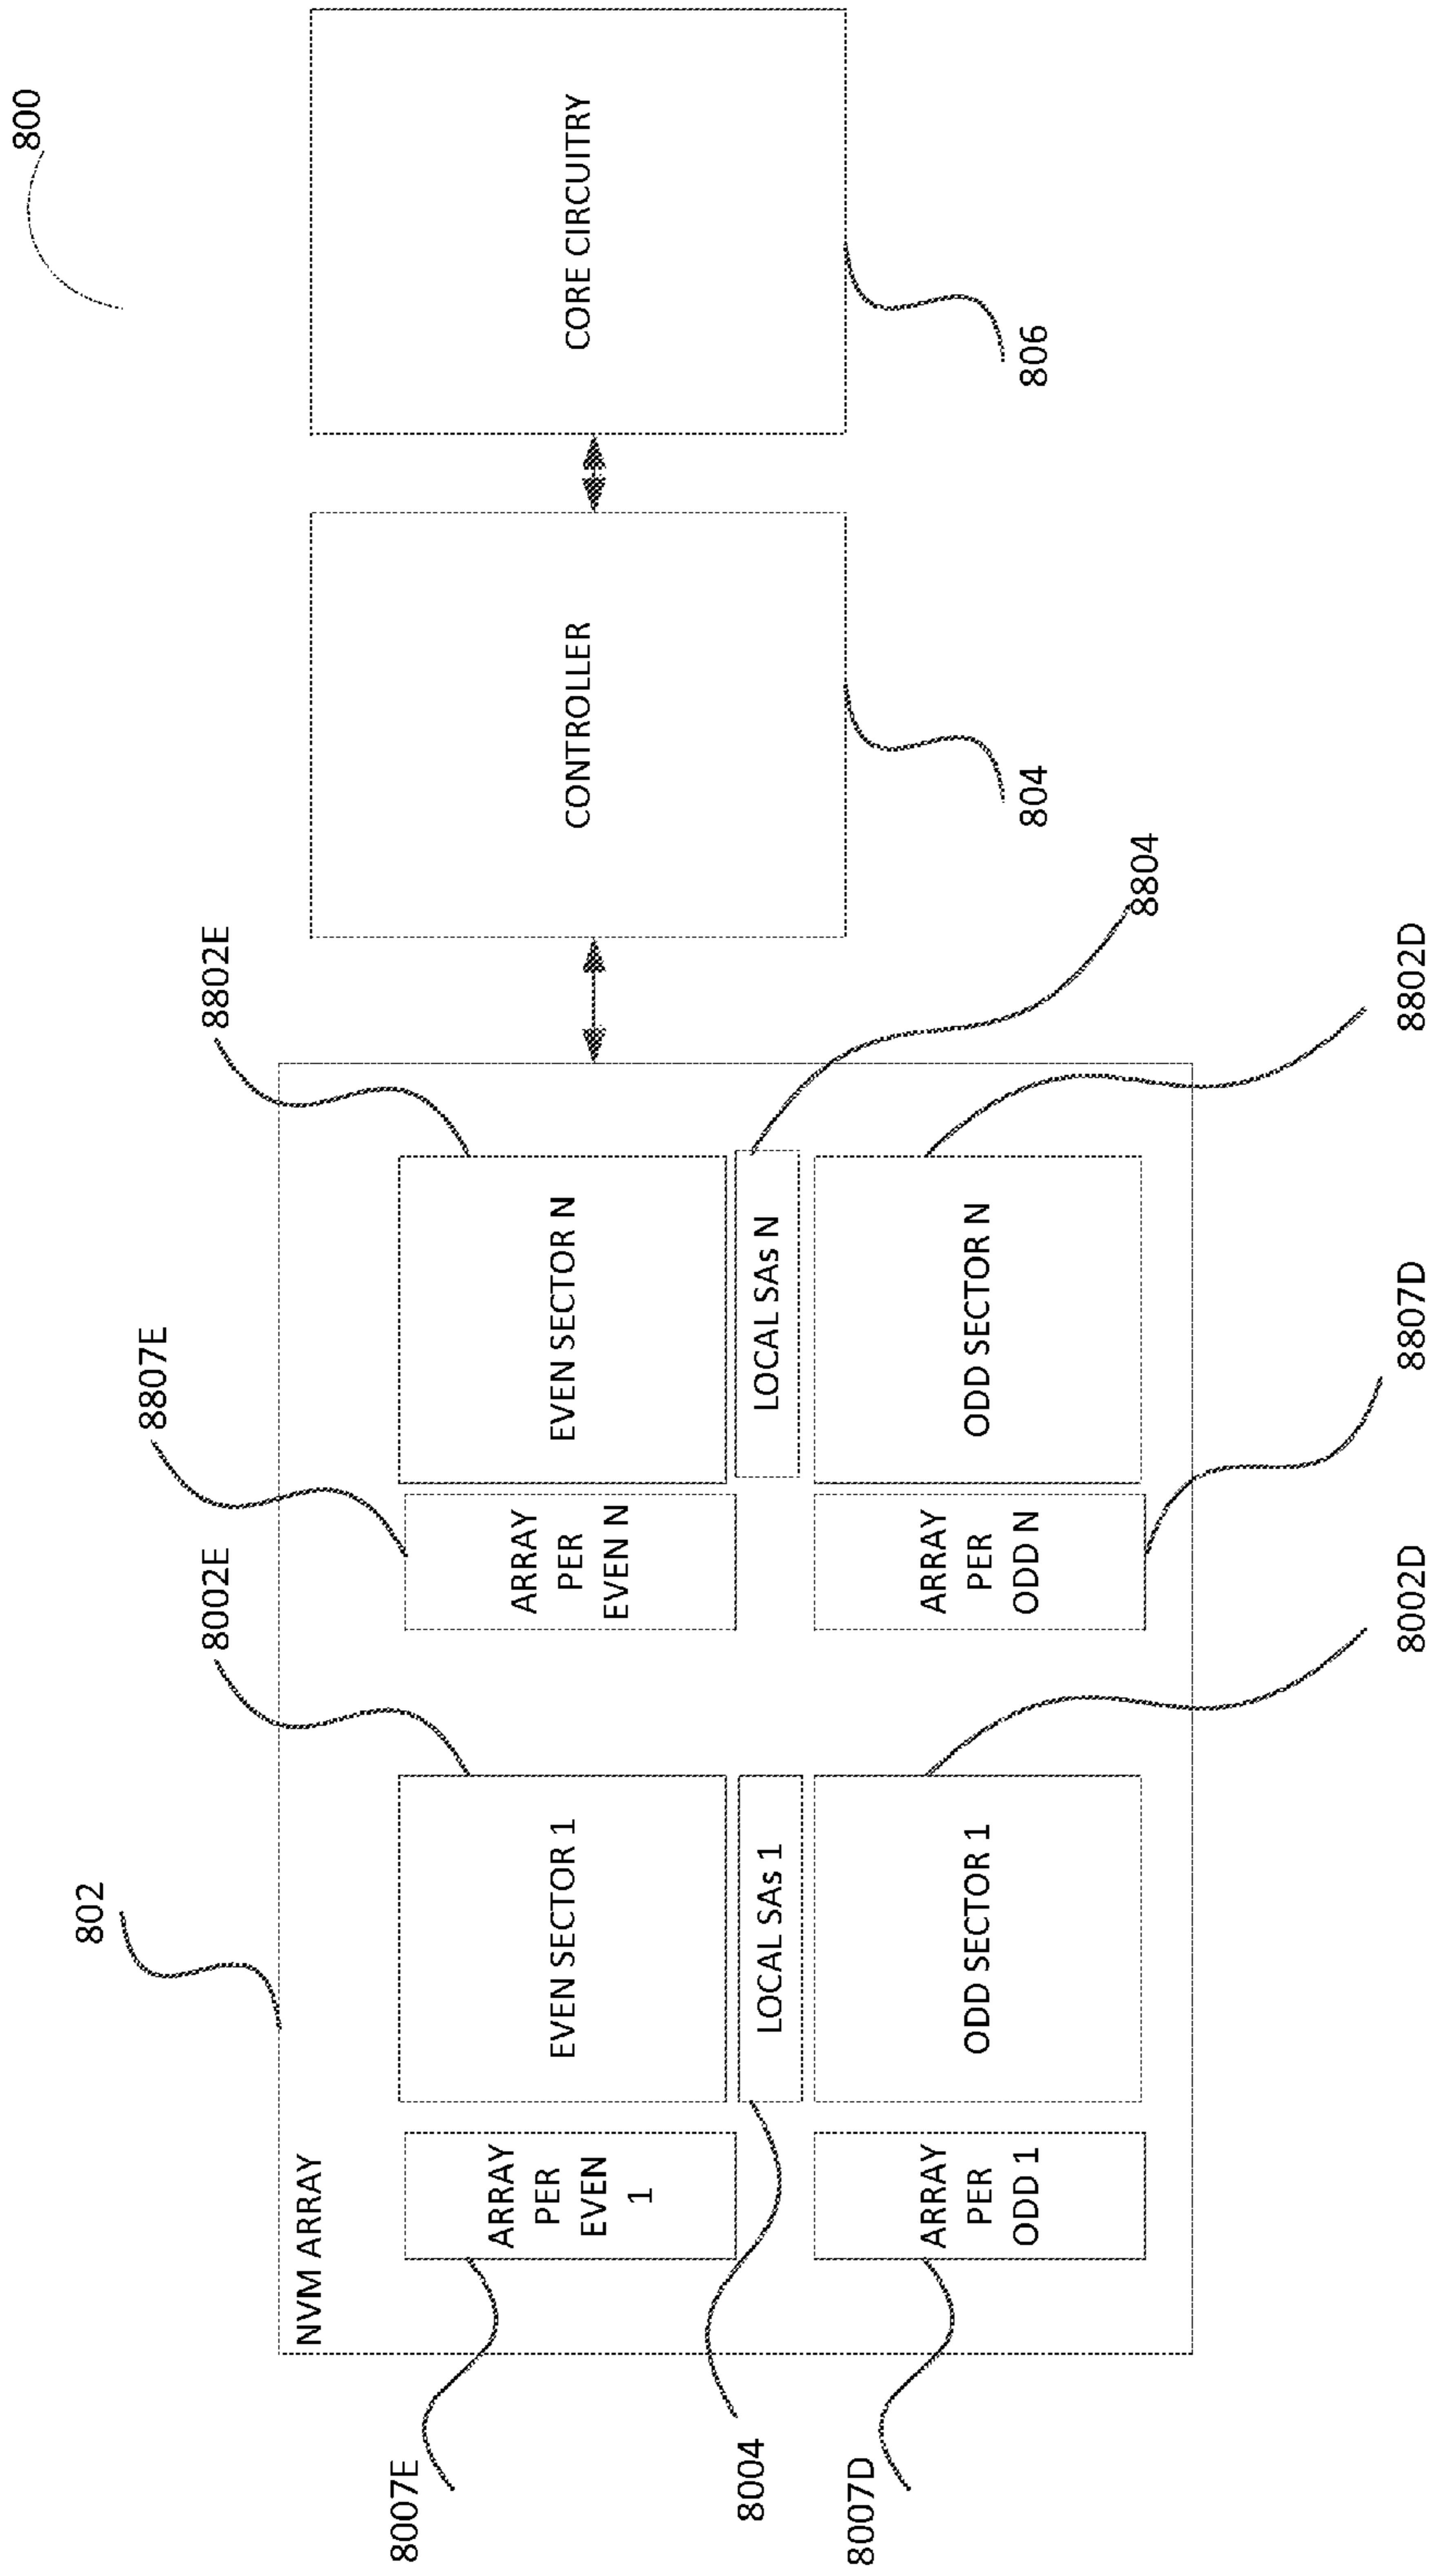 800
802
8002E
8807E
8802E
NVM ARRAY
ARRAY
PER
EVEN
1
EVEN SECTOR 1
ARRAY
PER
EVEN N
EVEN SECTOR N
CONTROLLER
CORE CIRCUITRY
LOCAL SAs 1
LOCAL SAs N
ARRAY
PER
ODD 1
ODD SECTOR 1
ARRAY
PER
ODD N
ODD SECTOR N
8007E
8004
8007D
8002D
8807D
8802D
8804
804
806